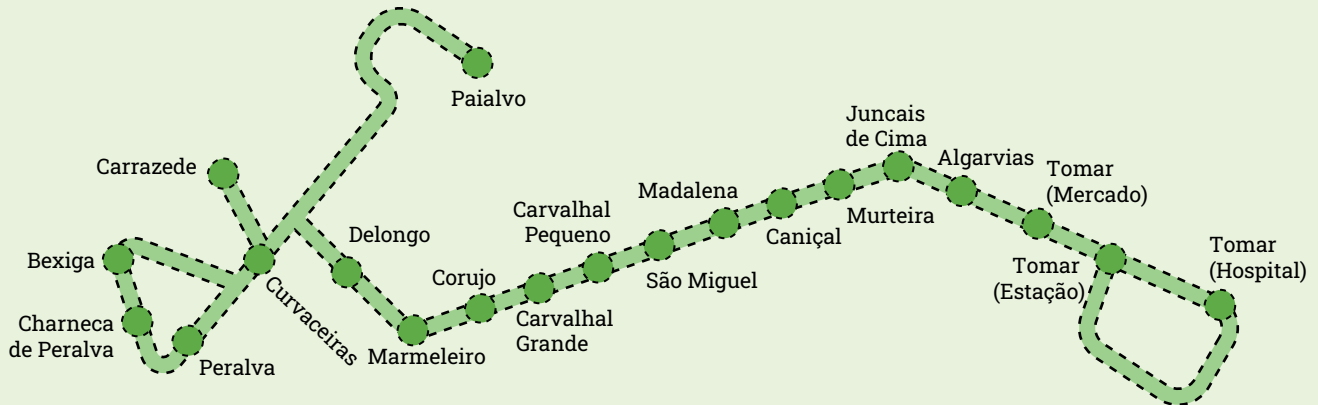 Paialvo
Carrazede
Bexiga
Charneca
de Peralva
Peralva
Curvaceiras
Delongo
Marmeleiro
Corujo
Carvalhal
Grande
Carvalhal
Pequeno
São Miguel
Madalena
Caniçal
Murteira
Juncais
de Cima
Algarvias
Tomar
(Mercado)
Tomar
(Estação)
Tomar
(Hospital)